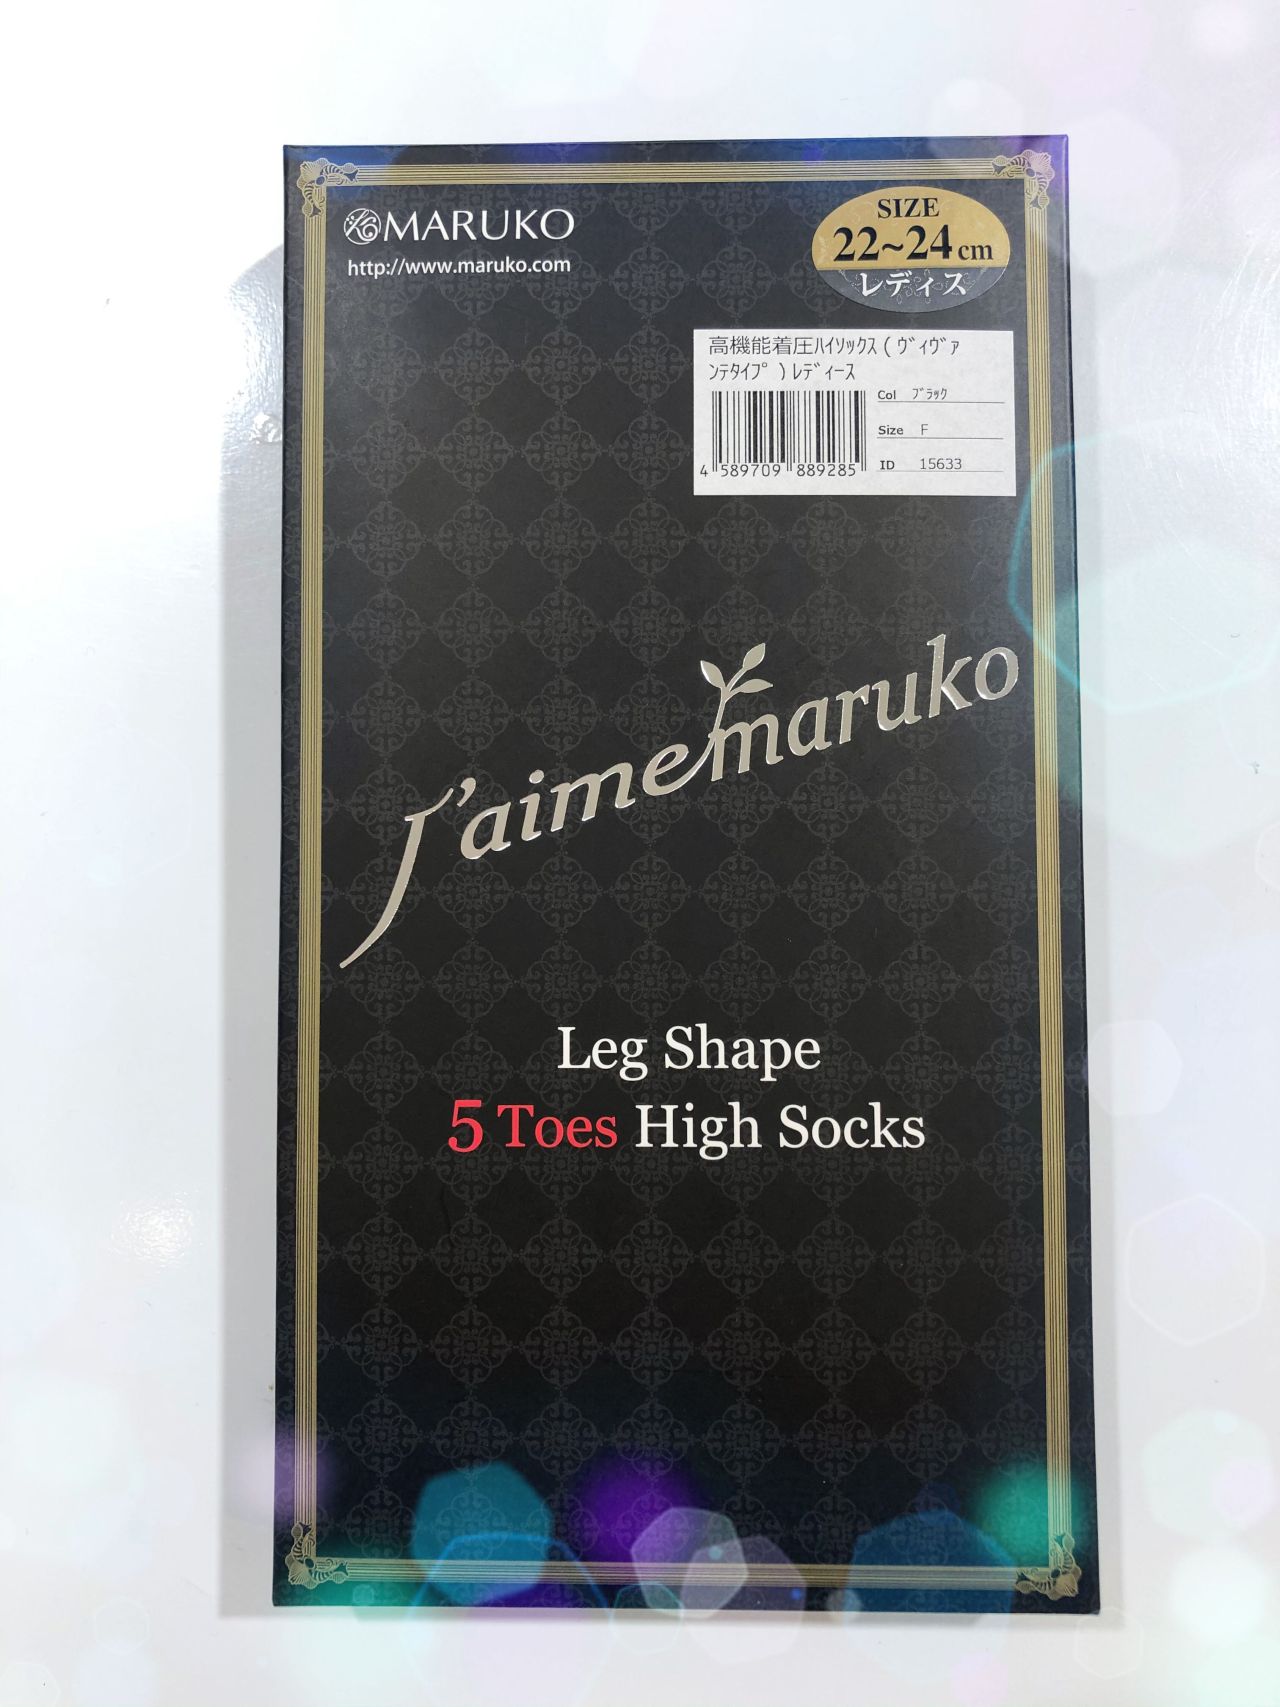 MARUKO
http://www.maruko.com
SIZE
22~24cm
レディス
高機能着圧ﾊｲｿｯｸｽ(ｳﾞｨｳﾞｧ
ﾝﾃﾀｲﾌﾟ)ﾚﾃﾞｨｰｽ
Col ﾌﾞﾗｯｸ
Size F
ID 15633
4 589709 889285
J'aimemaruko
Leg Shape
5 Toes High Socks